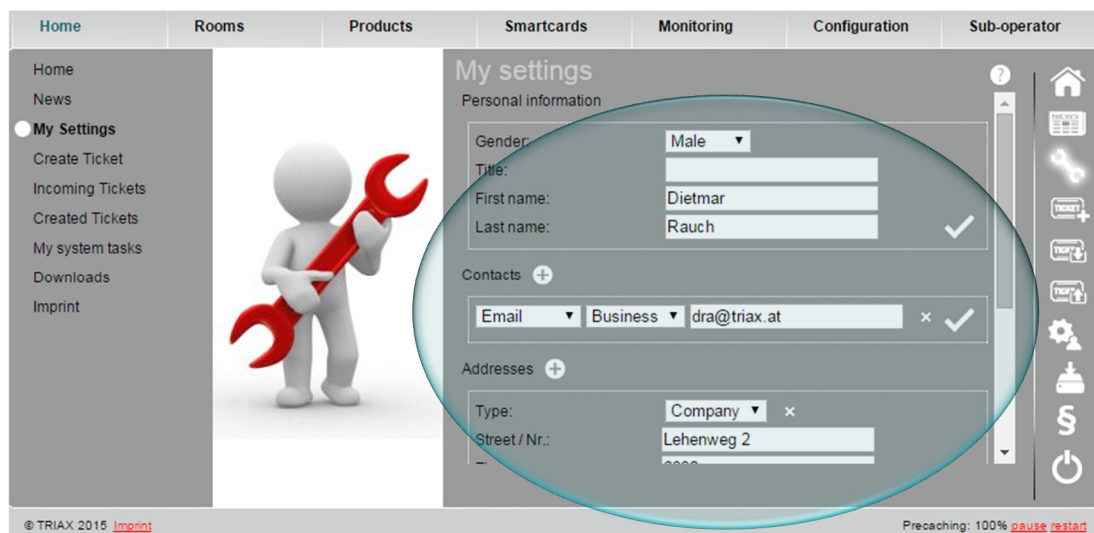 Home Rooms Products Smartcards Monitoring Configuration Sub-operator
Home
News
My Settings
Create Ticket
Incoming Tickets
Created Tickets
My system tasks
Downloads
Imprint
My settings
?
Personal information
Gender: Male
Title:
First name: Dietmar
Last name: Rauch
Contacts
Email Business dra@triax.at
Addresses
Type: Company
Street / Nr.: Lehenweg 2
NEWS
TICKET
§
© TRIAX 2015 Imprint
Precaching: 100% pause restart